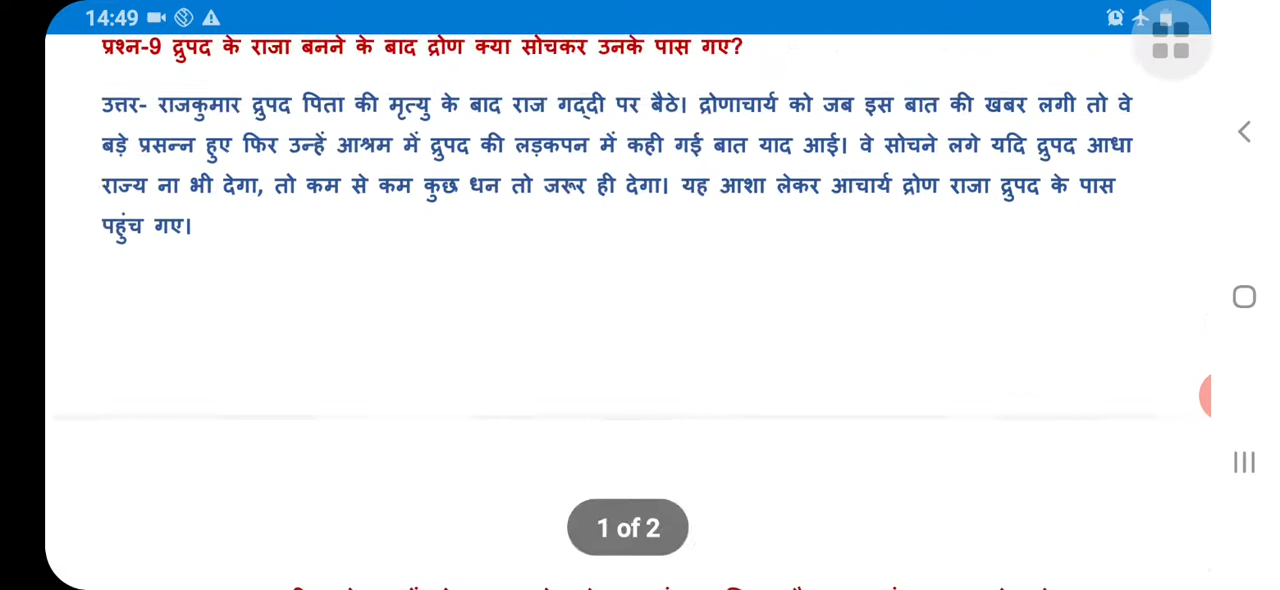 14:49
प्रश्न-9 द्रुपद के राजा बनने के बाद द्रोण क्या सोचकर उनके पास गए?
उत्तर- राजकुमार द्रुपद पिता की मृत्यु के बाद राज गद्दी पर बैठे। द्रोणाचार्य को जब इस बात की खबर लगी तो वे
बड़े प्रसन्न हुए फिर उन्हें आश्रम में द्रुपद की लड़कपन में कही गई बात याद आई। वे सोचने लगे यदि द्रुपद आधा
राज्य ना भी देगा, तो कम से कम कुछ धन तो जरूर ही देगा। यह आशा लेकर आचार्य द्रोण राजा द्रुपद के पास
पहुंच गए।
1 of 2